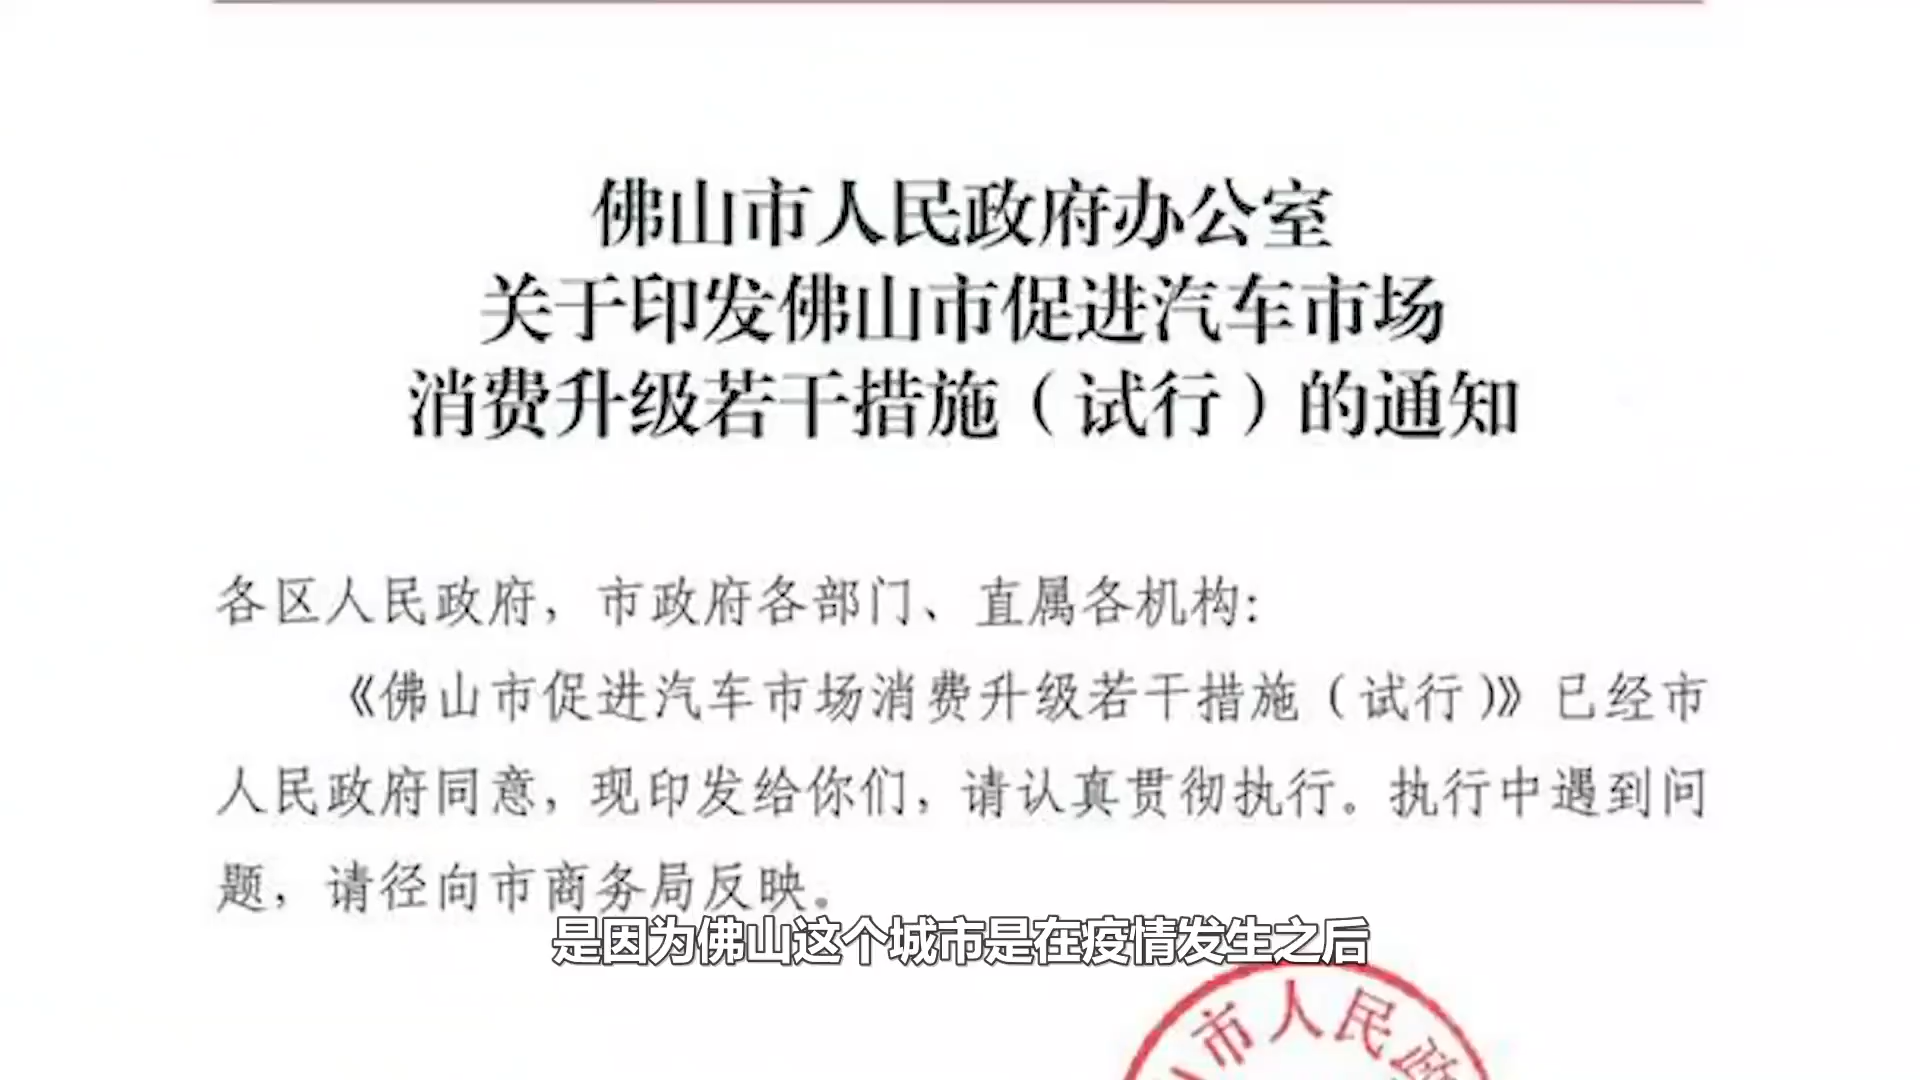 佛山市人民政府办公室
关于印发佛山市促进汽车市场
消费升级若干措施（试行）的通知
各区人民政府，市政府各部门、直属各机构：
《佛山市促进汽车市场消费升级若干措施（试行）》已经市
人民政府同意，现印发给你们，请认真贯彻执行。执行中遇到问
题，请径向市商务局反映。
是因为佛山这个城市是在疫情发生之后
山市人民政